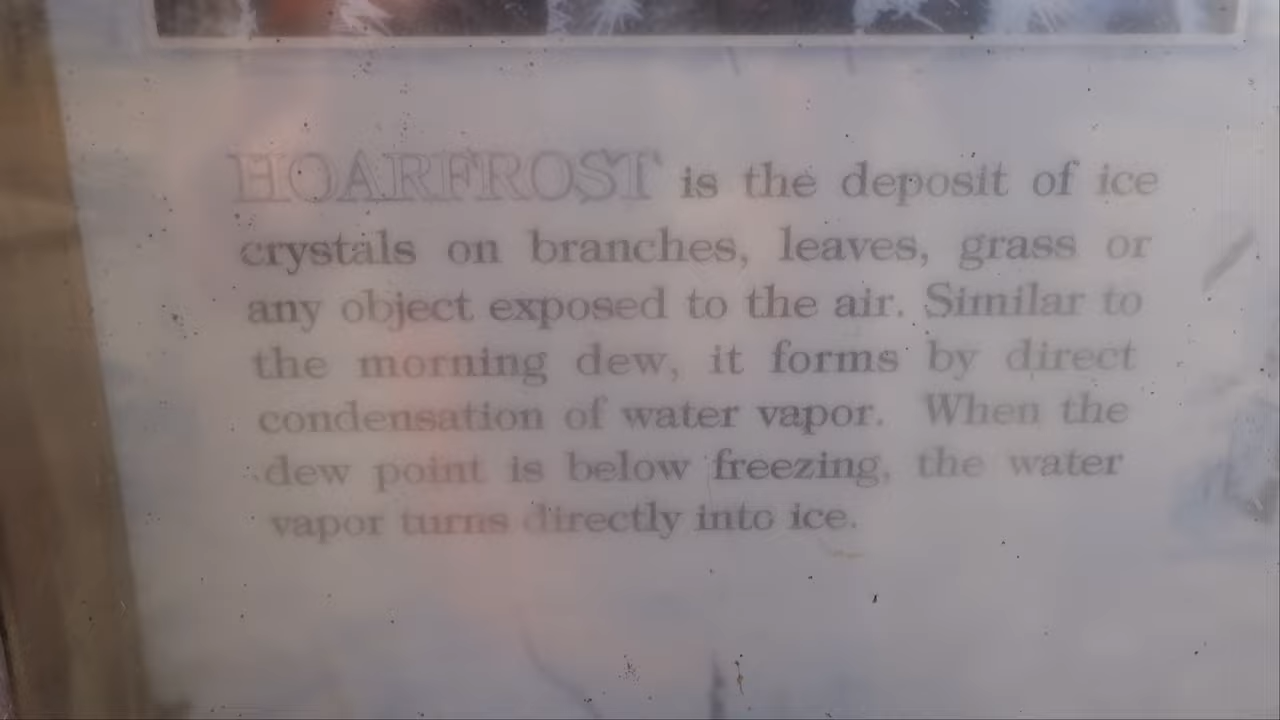 HOARFROST is the deposit of ice
crystals on branches, leaves, grass or
any object exposed to the air. Similar to
the morning dew, it forms by direct
condensation of water vapor. When the
dew point is below freezing, the water
vapor turns directly into ice.